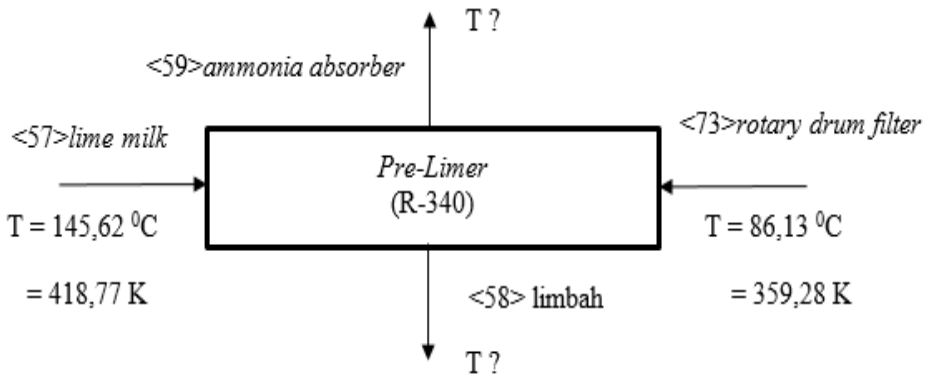 T ?
<59>ammonia absorber
<57>lime milk
<73>rotary drum filter
Pre-Limer
(R-340)
T = 145,62 ⁰C
T = 86,13 ⁰C
= 418,77 K
<58> limbah
= 359,28 K
T ?